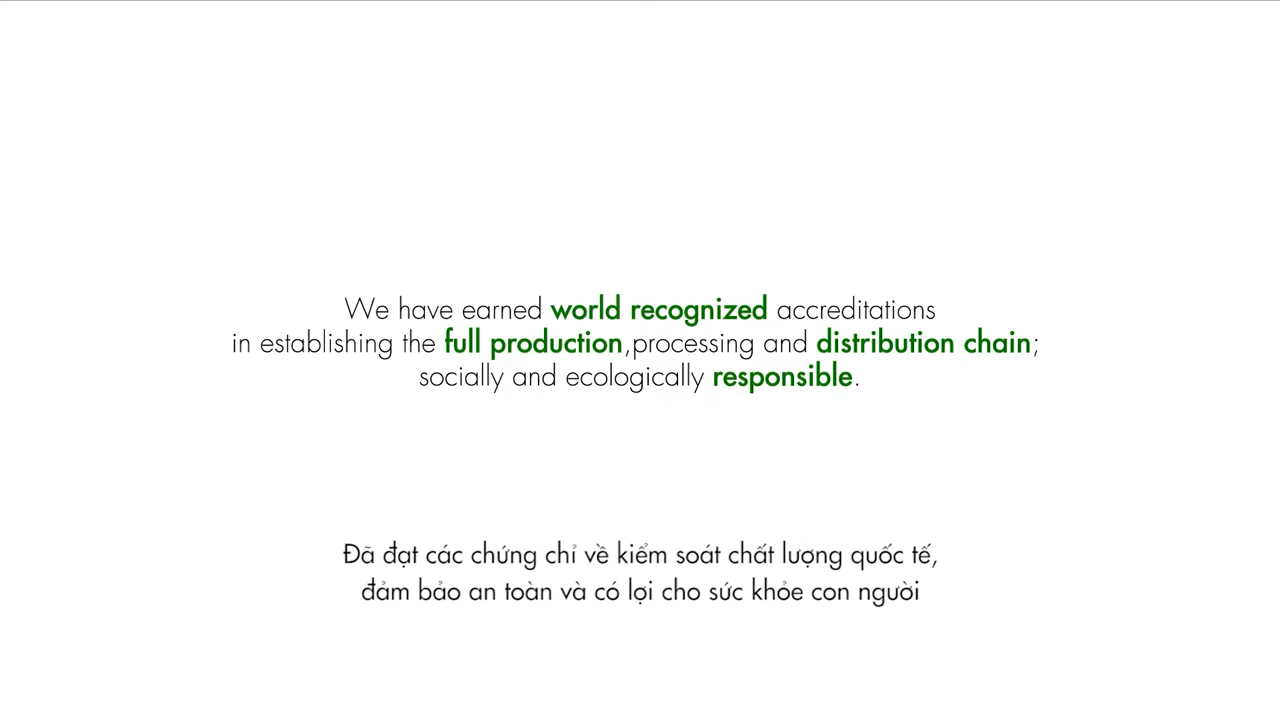 We have earned world recognized accreditations
in establishing the full production,processing and distribution chain;
socially and ecologically responsible.
Đã đạt các chứng chỉ về kiểm soát chất lượng quốc tế,
đảm bảo an toàn và có lợi cho sức khỏe con người